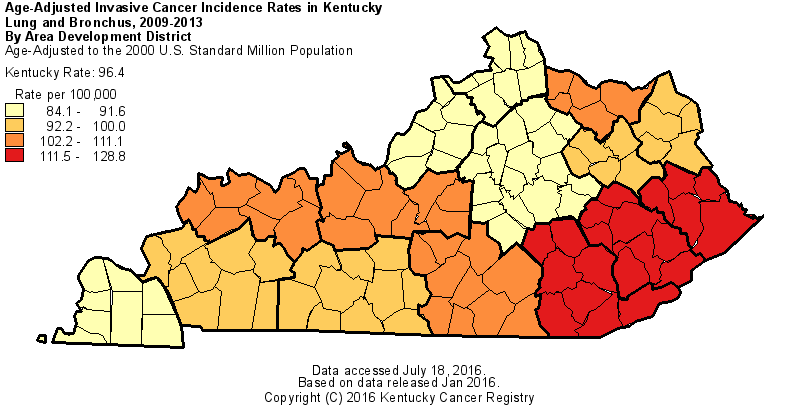 Age-Adjusted Invasive Cancer Incidence Rates in Kentucky
Lung and Bronchus, 2009-2013
By Area Development District
Age-Adjusted to the 2000 U.S. Standard Million Population
Kentucky Rate: 96.4
Rate per 100,000
84.1 - 91.6
92.2 - 100.0
102.2 - 111.1
111.5 - 128.8
Data accessed July 18, 2016.
Based on data released Jan 2016.
Copyright (C) 2016 Kentucky Cancer Registry